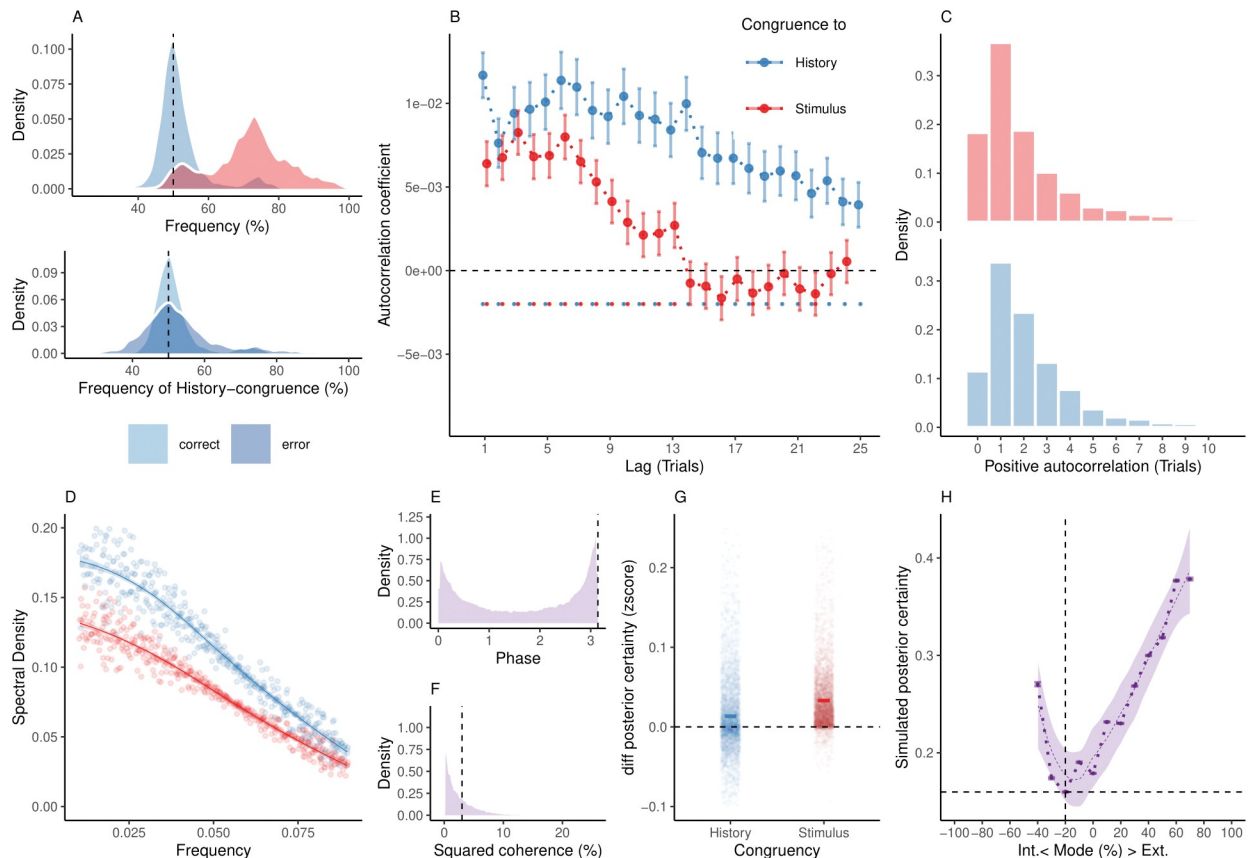 A
0.100
0.075
0.050
0.025
0.000
Density
40 60 80 100
Frequency (%)
0.09
0.06
0.03
0.00
Density
40 60 80 100
Frequency of History−congruence (%)
correct error
B
Congruence to
History
Stimulus
1e−02
5e−03
0e+00
−5e−03
Autocorrelation coefficient
1 5 9 13 17 21 25
Lag (Trials)
C
0.3
0.2
0.1
0.0
Density
0.3
0.2
0.1
0.0
0 1 2 3 4 5 6 7 8 9 10
Positive autocorrelation (Trials)
D
0.20
0.15
0.10
0.05
0.00
Spectral Density
0.025 0.050 0.075
Frequency
E
1.25
1.00
0.75
0.50
0.25
0.00
Density
0 1 2 3
Phase
F
1.00
0.75
0.50
0.25
0.00
Density
0 10 20
Squared coherence (%)
G
0.2
0.1
0.0
−0.1
diff posterior certainty (zscore)
History Stimulus
Congruency
H
0.4
0.3
0.2
Simulated posterior certainty
−100 −80 −60 −40 −20 0 20 40 60 80 100
Int.< Mode (%) > Ext.